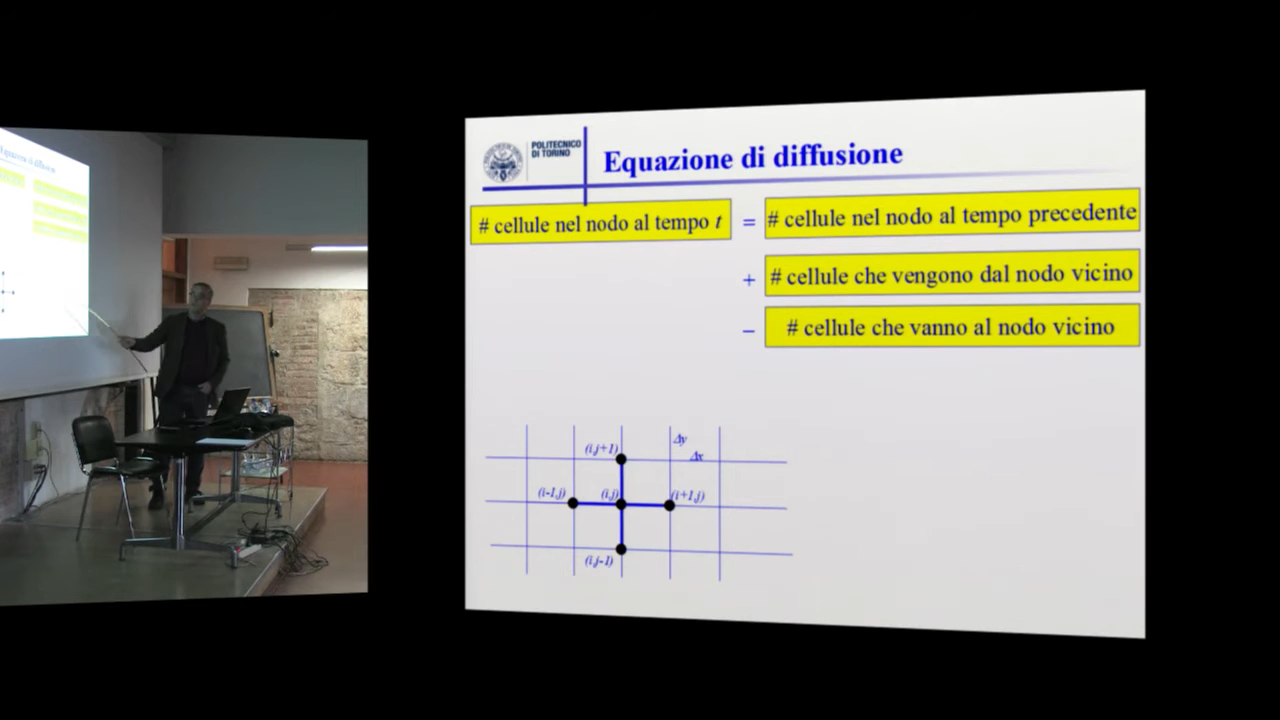 POLITECNICO
DI TORINO
Equazione di diffusione
# cellule nel nodo al tempo t = # cellule nel nodo al tempo precedente
+ # cellule che vengono dal nodo vicino
– # cellule che vanno al nodo vicino
(i,j+1) Δy
Δx
(i-1,j) (i,j) (i+1,j)
(i,j-1)